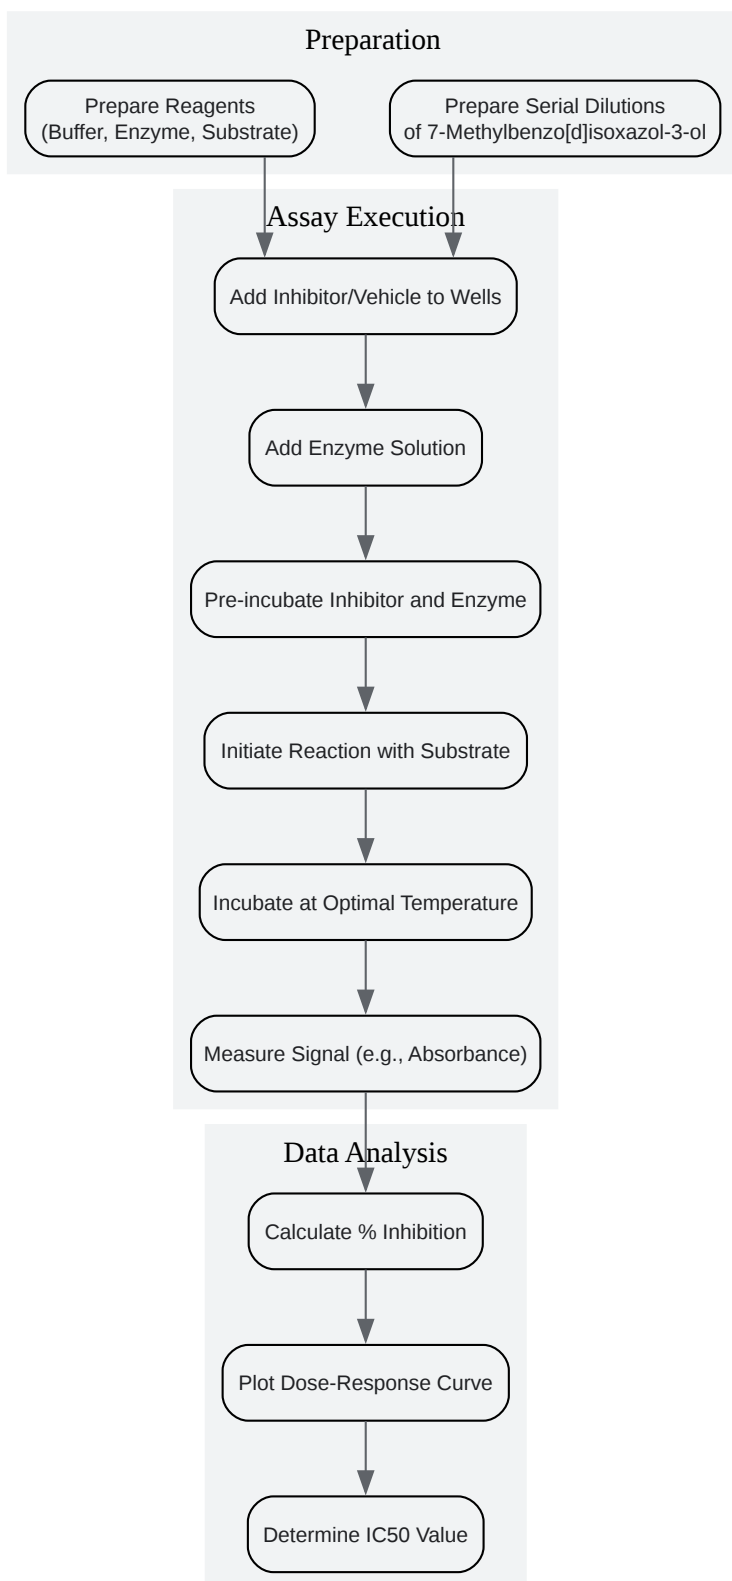 Preparation
Prepare Reagents
(Buffer, Enzyme, Substrate)
Prepare Serial Dilutions
of 7-Methylbenzo[d]isoxazol-3-ol
Assay Execution
Add Inhibitor/Vehicle to Wells
Add Enzyme Solution
Pre-incubate Inhibitor and Enzyme
Initiate Reaction with Substrate
Incubate at Optimal Temperature
Measure Signal (e.g., Absorbance)
Data Analysis
Calculate % Inhibition
Plot Dose-Response Curve
Determine IC50 Value